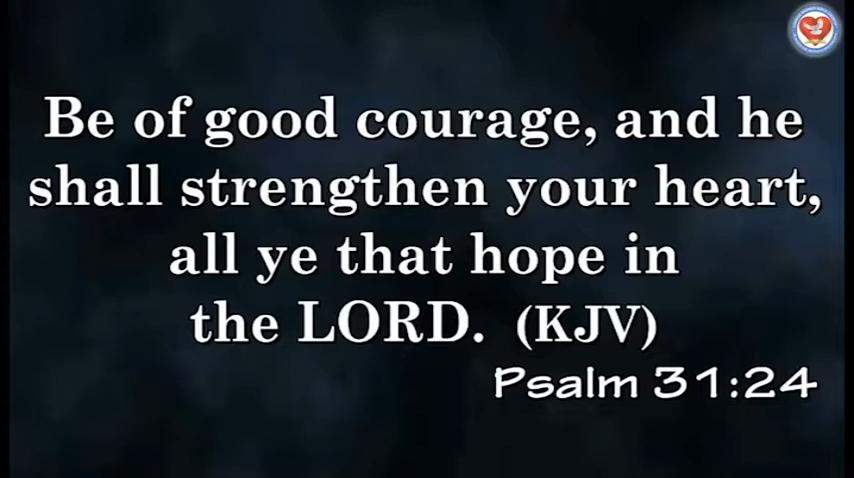 Be of good courage, and he
shall strengthen your heart,
all ye that hope in
the LORD. (KJV)
Psalm 31:24